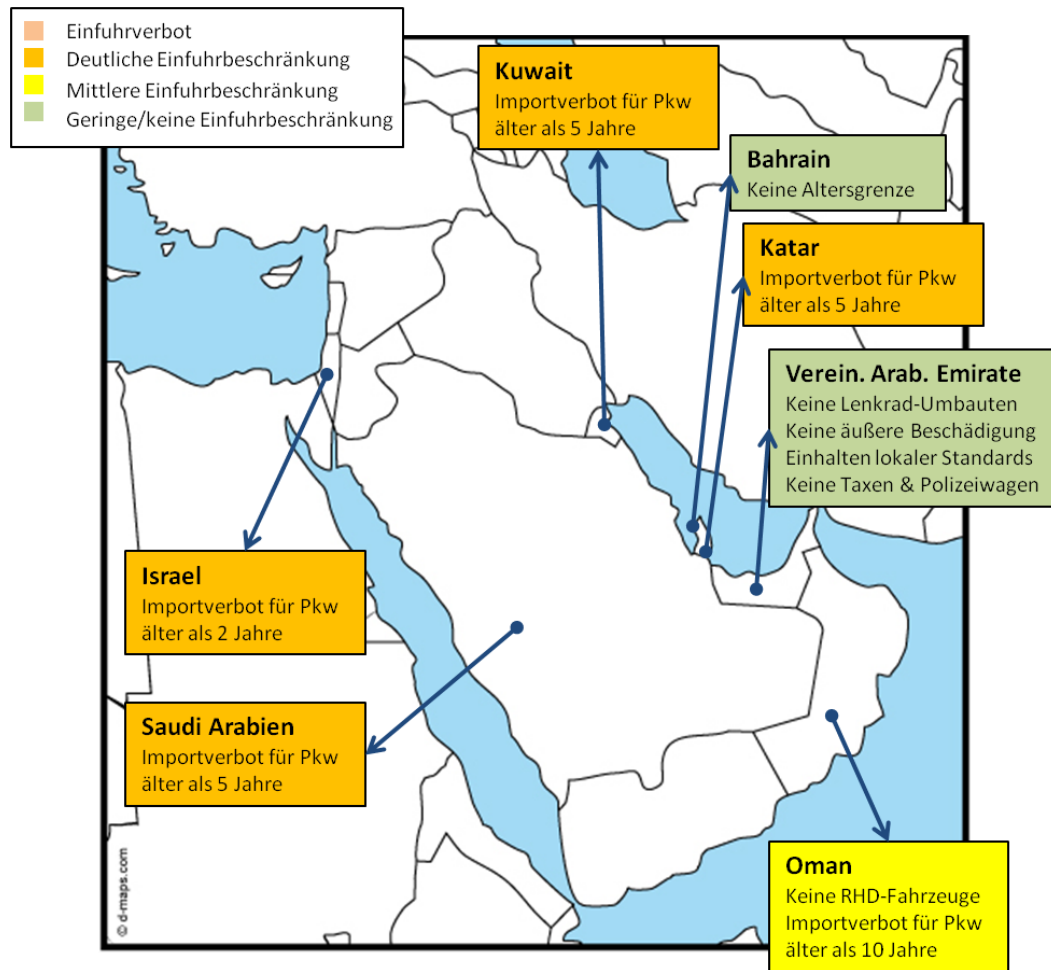 Einfuhrverbot
Deutliche Einfuhrbeschränkung
Mittlere Einfuhrbeschränkung
Geringe/keine Einfuhrbeschränkung
Kuwait
Importverbot für Pkw
älter als 5 Jahre
Bahrain
Keine Altersgrenze
Katar
Importverbot für Pkw
älter als 5 Jahre
Verein. Arab. Emirate
Keine Lenkrad-Umbauten
Keine äußere Beschädigung
Einhalten lokaler Standards
Keine Taxen & Polizeiwagen
Israel
Importverbot für Pkw
älter als 2 Jahre
Saudi Arabien
Importverbot für Pkw
älter als 5 Jahre
Oman
Keine RHD-Fahrzeuge
Importverbot für Pkw
älter als 10 Jahre
© d-maps.com